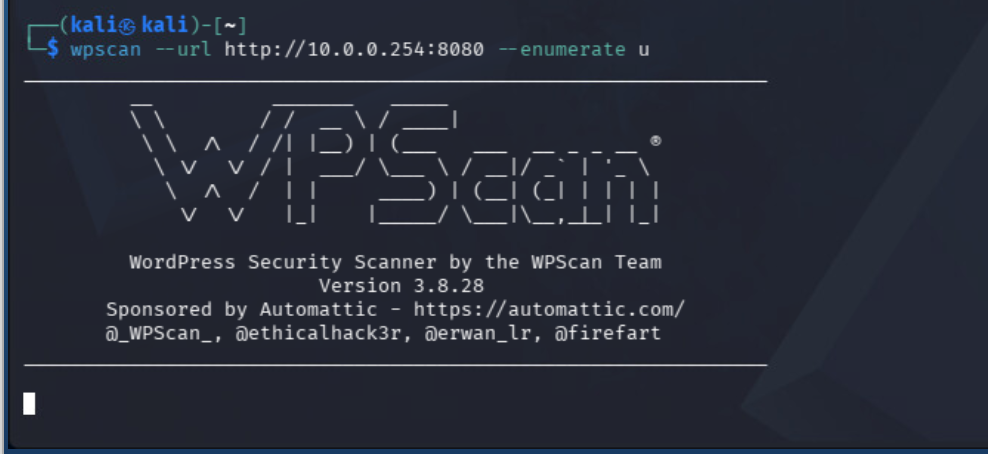 (kali㉿kali)-[~]
$ wpscan --url http://10.0.0.254:8080 --enumerate u
WPScan®
WordPress Security Scanner by the WPScan Team
Version 3.8.28
Sponsored by Automattic - https://automattic.com/
@_WPScan_, @ethicalhack3r, @erwan_lr, @firefart